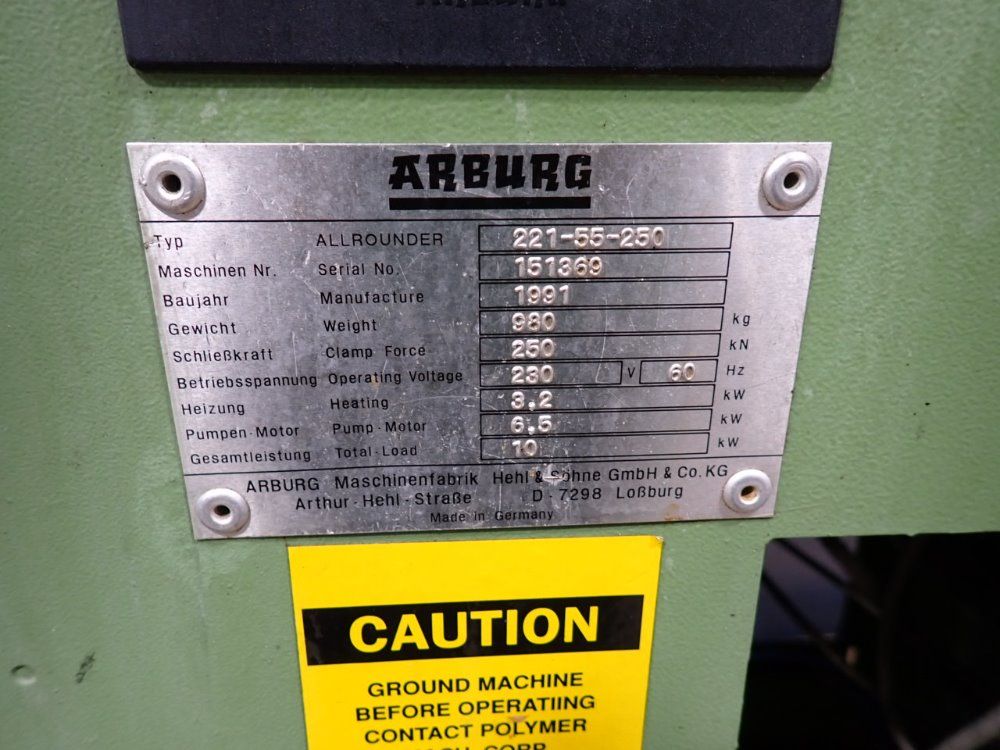 ARBURG
Typ ALLROUNDER 221-55-250
Maschinen Nr. Serial No. 151369
Baujahr Manufacture 1991
Gewicht Weight 980 kg
Schließkraft Clamp Force 250 kN
Betriebsspannung Operating Voltage 230 V 60 Hz
Heizung Heating 3.2 kW
Pumpen-Motor Pump-Motor 6.5 kW
Gesamtleistung Total-Load 10 kW
ARBURG Maschinenfabrik Hehl & Söhne GmbH & Co. KG
Arthur-Hehl-Straße D-7298 Loßburg
Made in Germany
CAUTION
GROUND MACHINE
BEFORE OPERATIING
CONTACT POLYMER
CORP